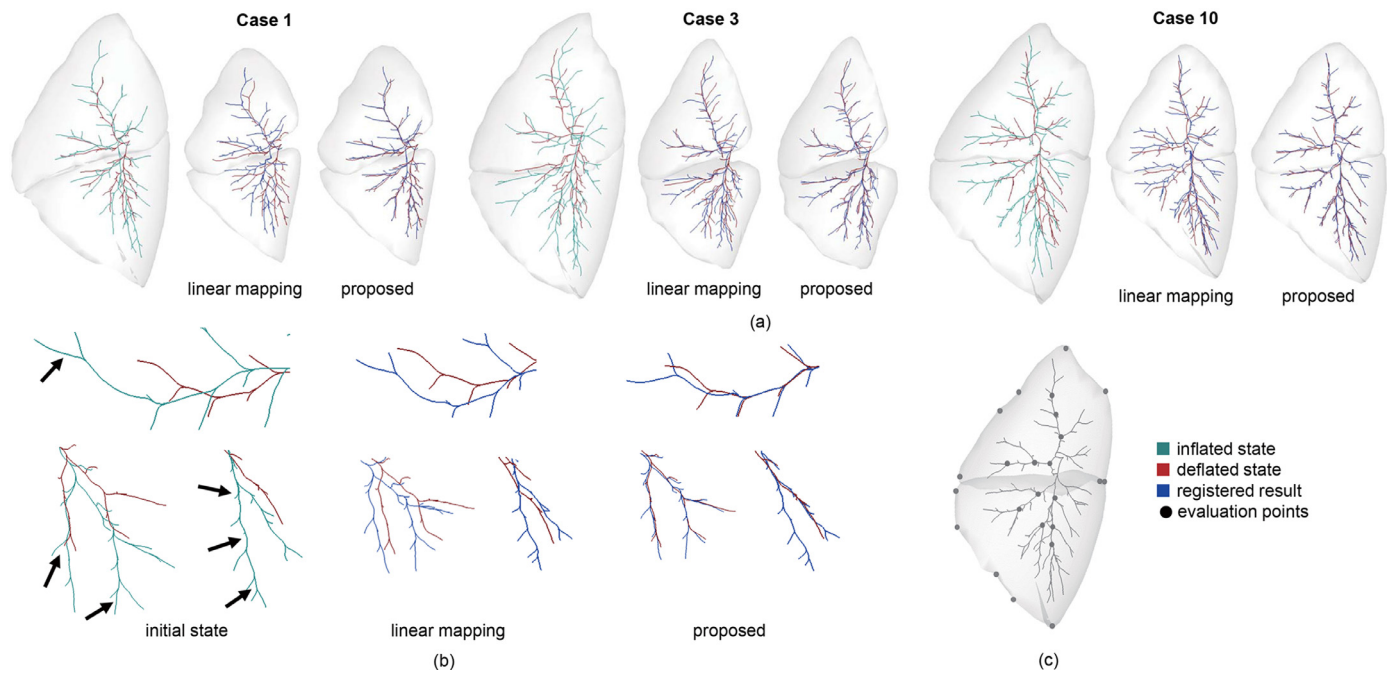 Case 1
Case 3
Case 10
linear mapping
proposed
linear mapping
proposed
linear mapping
proposed
(a)
inflated state
deflated state
registered result
evaluation points
initial state
linear mapping
proposed
(b)
(c)